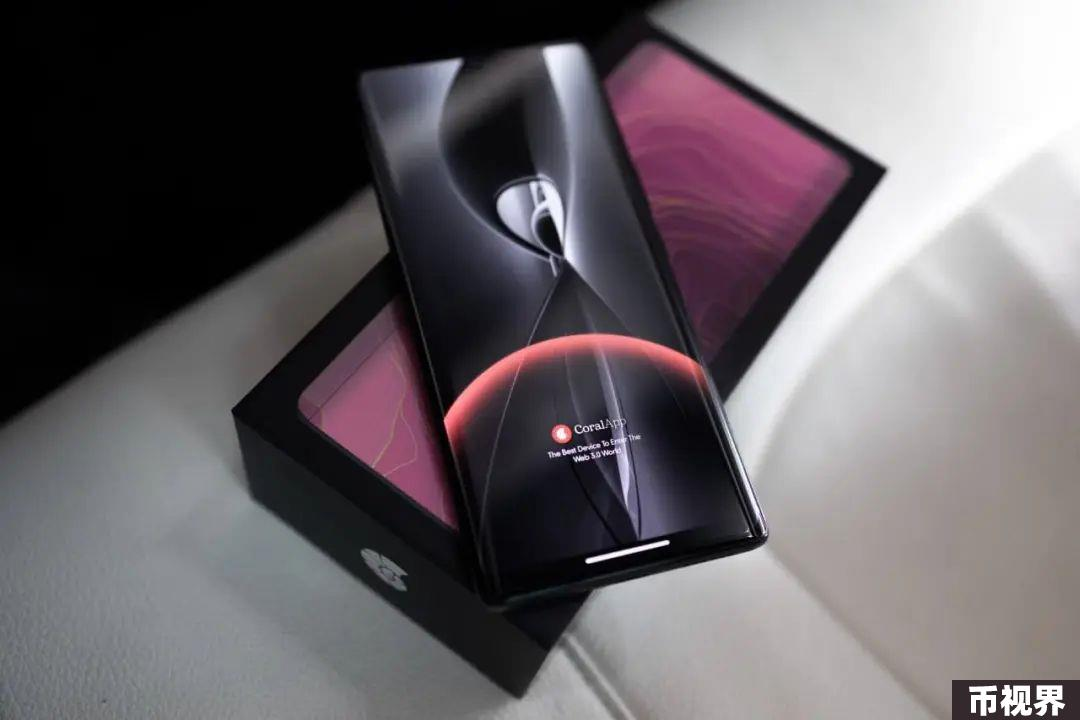 CoralApp
The Best Device To Enter The
Web 3.0 World
币视界